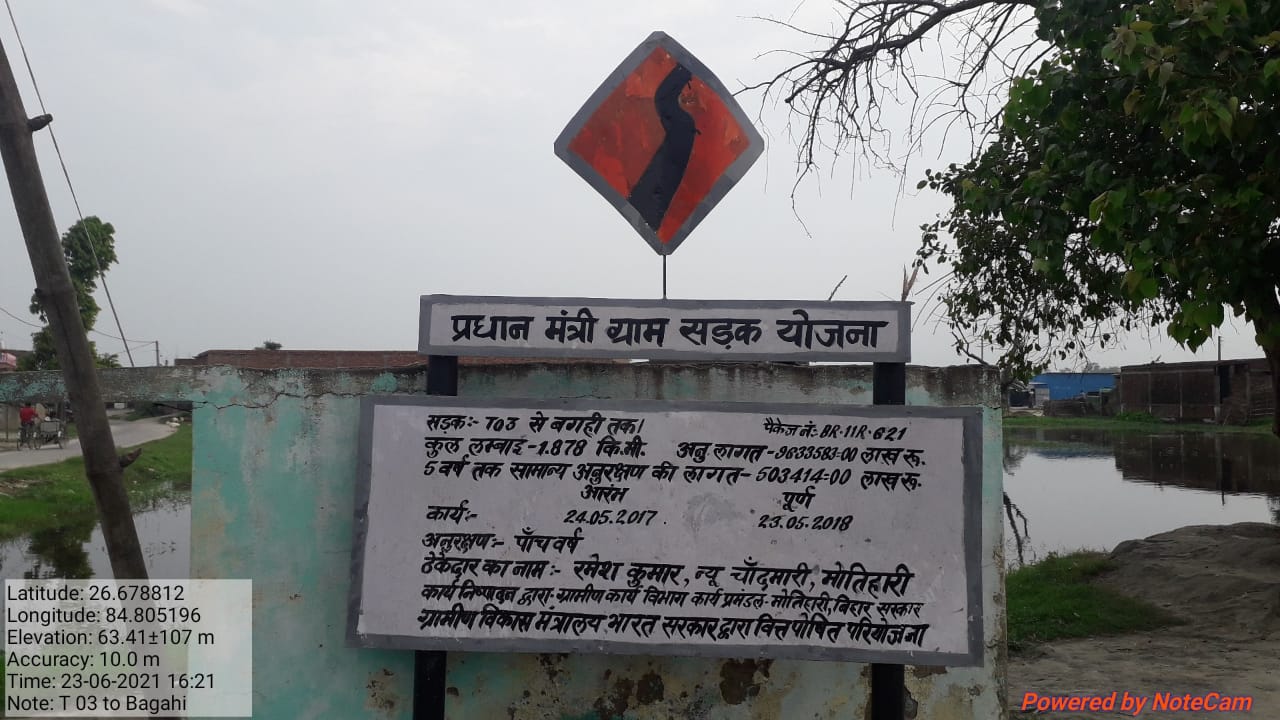 प्रधान मंत्री ग्राम सड़क योजना
सड़क:- T03 से बगही तक। पैकेज नं:- BR-11R-621
कुल लम्बाई-1.878 कि.मी. अनु. लागत-9633583-00 लाख रू.
5 वर्ष तक सामान्य अनुरक्षण की लागत-503414-00 लाख रू.
आरंभ पूर्ण
कार्य:- 24.05.2017. 23.05.2018
अनुरक्षण:- पाँच वर्ष
ठेकेदार का नाम:- रमेश कुमार, न्यू चाँदमारी, मोतिहारी
कार्य निष्पादन द्वारा-ग्रामीण कार्य विभाग कार्य प्रमंडल-मोतिहारी, बिहार सरकार
ग्रामीण विकास मंत्रालय भारत सरकार द्वारा वित्त पोषित परियोजना
Latitude: 26.678812
Longitude: 84.805196
Elevation: 63.41±107 m
Accuracy: 10.0 m
Time: 23-06-2021 16:21
Note: T 03 to Bagahi
Powered by NoteCam